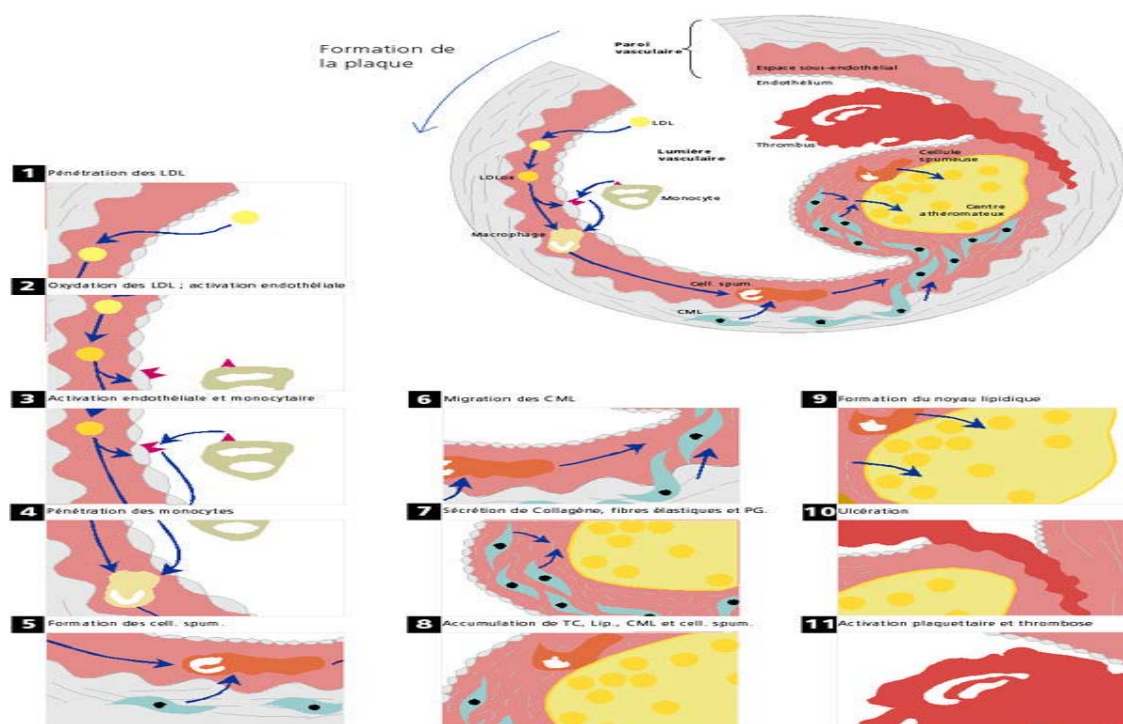 Formation de
la plaque
Paroi
vasculaire
Espace sous-endothélial
Endothélium
LDL
Thrombus
Lumière
vasculaire
Cellule
spumeuse
LDLox
Monocyte
Centre
athéromateux
Macrophage
Cell. spum.
CML
1 Pénétration des LDL
2 Oxydation des LDL ; activation endothéliale
3 Activation endothéliale et monocytaire
4 Pénétration des monocytes
5 Formation des cell. spum.
6 Migration des CML
7 Sécrétion de Collagène, fibres élastiques et PG.
8 Accumulation de TC, Lip., CML et cell. spum.
9 Formation du noyau lipidique
10 Ulcération
11 Activation plaquettaire et thrombose